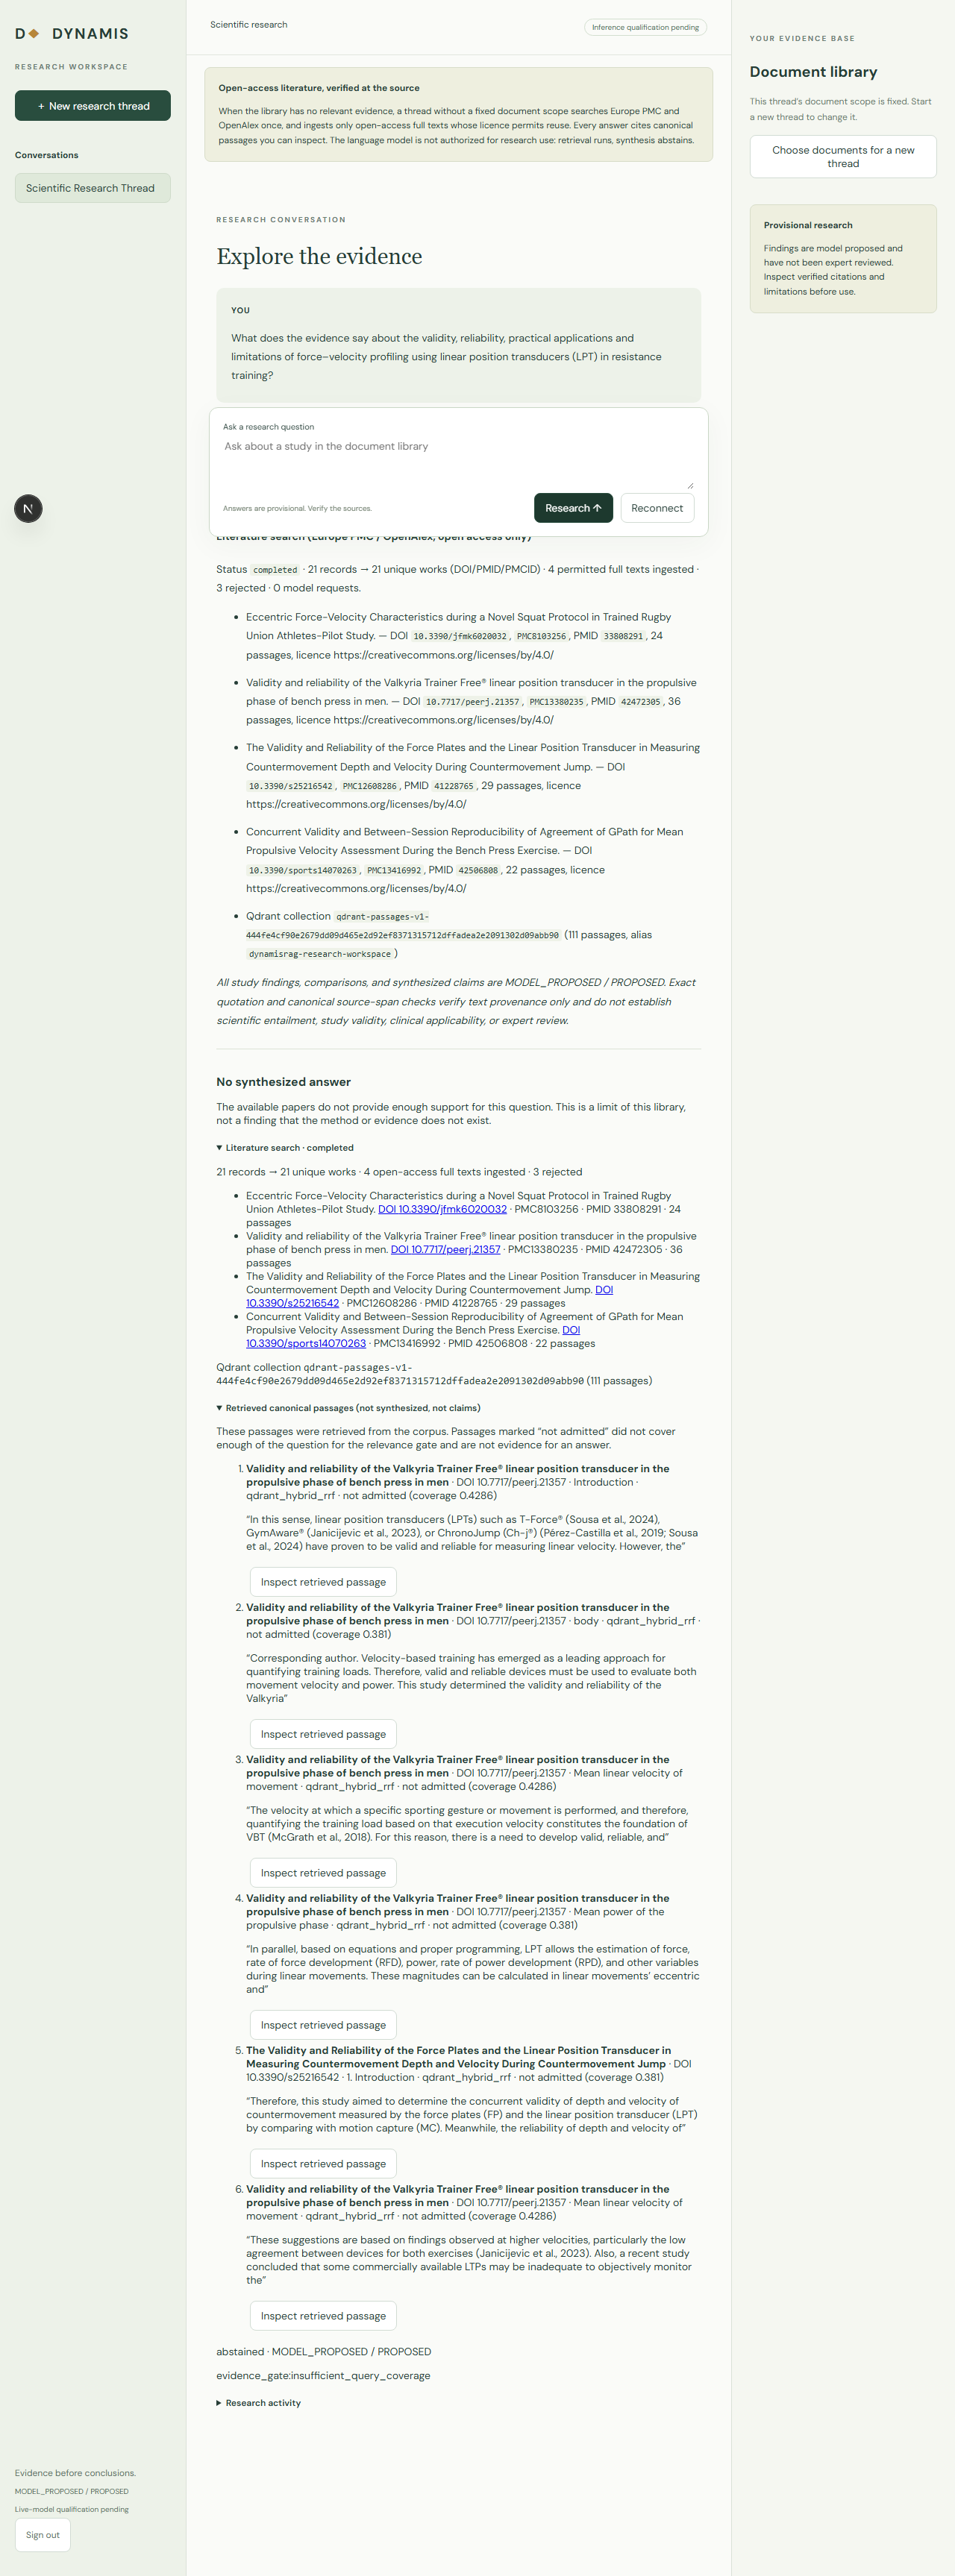 D◆ DYNAMIS
RESEARCH WORKSPACE
+ New research thread
Conversations
Scientific Research Thread
N
Evidence before conclusions.
MODEL_PROPOSED / PROPOSED
Live-model qualification pending
Sign out
Scientific research
Inference qualification pending
Open-access literature, verified at the source
When the library has no relevant evidence, a thread without a fixed document scope searches Europe PMC and
OpenAlex once, and ingests only open-access full texts whose licence permits reuse. Every answer cites canonical
passages you can inspect. The language model is not authorized for research use: retrieval runs, synthesis abstains.
RESEARCH CONVERSATION
Explore the evidence
YOU
What does the evidence say about the validity, reliability, practical applications and
limitations of force–velocity profiling using linear position transducers (LPT) in resistance
training?
Ask a research question
Ask about a study in the document library
Answers are provisional. Verify the sources.
Research ↑
Reconnect
Literature search (Europe PMC / OpenAlex, open access only)
Status completed · 21 records → 21 unique works (DOI/PMID/PMCID) · 4 permitted full texts ingested ·
3 rejected · 0 model requests.
• Eccentric Force-Velocity Characteristics during a Novel Squat Protocol in Trained Rugby
Union Athletes-Pilot Study. — DOI 10.3390/jfmk6020032, PMC8103256, PMID 33808291, 24
passages, licence https://creativecommons.org/licenses/by/4.0/
• Validity and reliability of the Valkyria Trainer Free® linear position transducer in the propulsive
phase of bench press in men. — DOI 10.7717/peerj.21357, PMC13380235, PMID 42472305, 36
passages, licence https://creativecommons.org/licenses/by/4.0/
• The Validity and Reliability of the Force Plates and the Linear Position Transducer in Measuring
Countermovement Depth and Velocity During Countermovement Jump. — DOI
10.3390/s25216542, PMC12608286, PMID 41228765, 29 passages, licence
https://creativecommons.org/licenses/by/4.0/
• Concurrent Validity and Between-Session Reproducibility of Agreement of GPath for Mean
Propulsive Velocity Assessment During the Bench Press Exercise. — DOI
10.3390/sports14070263, PMC13416992, PMID 42506808, 22 passages, licence
https://creativecommons.org/licenses/by/4.0/
• Qdrant collection qdrant-passages-v1-
444fe4cf90e2679dd09d465e2d92ef8371315712dffadea2e2091302d09abb90 (111 passages, alias
dynamisrag-research-workspace)
All study findings, comparisons, and synthesized claims are MODEL_PROPOSED / PROPOSED. Exact
quotation and canonical source-span checks verify text provenance only and do not establish
scientific entailment, study validity, clinical applicability, or expert review.
No synthesized answer
The available papers do not provide enough support for this question. This is a limit of this library,
not a finding that the method or evidence does not exist.
▼ Literature search · completed
21 records → 21 unique works · 4 open-access full texts ingested · 3 rejected
• Eccentric Force-Velocity Characteristics during a Novel Squat Protocol in Trained Rugby
Union Athletes-Pilot Study. DOI 10.3390/jfmk6020032 · PMC8103256 · PMID 33808291 · 24
passages
• Validity and reliability of the Valkyria Trainer Free® linear position transducer in the propulsive
phase of bench press in men. DOI 10.7717/peerj.21357 · PMC13380235 · PMID 42472305 · 36
passages
• The Validity and Reliability of the Force Plates and the Linear Position Transducer in Measuring
Countermovement Depth and Velocity During Countermovement Jump. DOI
10.3390/s25216542 · PMC12608286 · PMID 41228765 · 29 passages
• Concurrent Validity and Between-Session Reproducibility of Agreement of GPath for Mean
Propulsive Velocity Assessment During the Bench Press Exercise. DOI
10.3390/sports14070263 · PMC13416992 · PMID 42506808 · 22 passages
Qdrant collection qdrant-passages-v1-
444fe4cf90e2679dd09d465e2d92ef8371315712dffadea2e2091302d09abb90 (111 passages)
▼ Retrieved canonical passages (not synthesized, not claims)
These passages were retrieved from the corpus. Passages marked “not admitted” did not cover
enough of the question for the relevance gate and are not evidence for an answer.
1. Validity and reliability of the Valkyria Trainer Free® linear position transducer in the
propulsive phase of bench press in men · DOI 10.7717/peerj.21357 · Introduction ·
qdrant_hybrid_rrf · not admitted (coverage 0.4286)
“In this sense, linear position transducers (LPTs) such as T-Force® (Sousa et al., 2024),
GymAware® (Janicijevic et al., 2023), or ChronoJump (Ch-j®) (Pérez-Castilla et al., 2019; Sousa
et al., 2024) have proven to be valid and reliable for measuring linear velocity. However, the”
Inspect retrieved passage
2. Validity and reliability of the Valkyria Trainer Free® linear position transducer in the
propulsive phase of bench press in men · DOI 10.7717/peerj.21357 · body · qdrant_hybrid_rrf ·
not admitted (coverage 0.381)
“Corresponding author. Velocity-based training has emerged as a leading approach for
quantifying training loads. Therefore, valid and reliable devices must be used to evaluate both
movement velocity and power. This study determined the validity and reliability of the
Valkyria”
Inspect retrieved passage
3. Validity and reliability of the Valkyria Trainer Free® linear position transducer in the
propulsive phase of bench press in men · DOI 10.7717/peerj.21357 · Mean linear velocity of
movement · qdrant_hybrid_rrf · not admitted (coverage 0.4286)
“The velocity at which a specific sporting gesture or movement is performed, and therefore,
quantifying the training load based on that execution velocity constitutes the foundation of
VBT (McGrath et al., 2018). For this reason, there is a need to develop valid, reliable, and”
Inspect retrieved passage
4. Validity and reliability of the Valkyria Trainer Free® linear position transducer in the
propulsive phase of bench press in men · DOI 10.7717/peerj.21357 · Mean power of the
propulsive phase · qdrant_hybrid_rrf · not admitted (coverage 0.381)
“In parallel, based on equations and proper programming, LPT allows the estimation of force,
rate of force development (RFD), power, rate of power development (RPD), and other variables
during linear movements. These magnitudes can be calculated in linear movements’ eccentric
and”
Inspect retrieved passage
5. The Validity and Reliability of the Force Plates and the Linear Position Transducer in
Measuring Countermovement Depth and Velocity During Countermovement Jump · DOI
10.3390/s25216542 · 1. Introduction · qdrant_hybrid_rrf · not admitted (coverage 0.381)
“Therefore, this study aimed to determine the concurrent validity of depth and velocity of
countermovement measured by the force plates (FP) and the linear position transducer (LPT)
by comparing with motion capture (MC). Meanwhile, the reliability of depth and velocity of”
Inspect retrieved passage
6. Validity and reliability of the Valkyria Trainer Free® linear position transducer in the
propulsive phase of bench press in men · DOI 10.7717/peerj.21357 · Mean linear velocity of
movement · qdrant_hybrid_rrf · not admitted (coverage 0.4286)
“These suggestions are based on findings observed at higher velocities, particularly the low
agreement between devices for both exercises (Janicijevic et al., 2023). Also, a recent study
concluded that some commercially available LTPs may be inadequate to objectively monitor
the”
Inspect retrieved passage
abstained · MODEL_PROPOSED / PROPOSED
evidence_gate:insufficient_query_coverage
▶ Research activity
YOUR EVIDENCE BASE
Document library
This thread's document scope is fixed. Start
a new thread to change it.
Choose documents for a new
thread
Provisional research
Findings are model proposed and
have not been expert reviewed.
Inspect verified citations and
limitations before use.